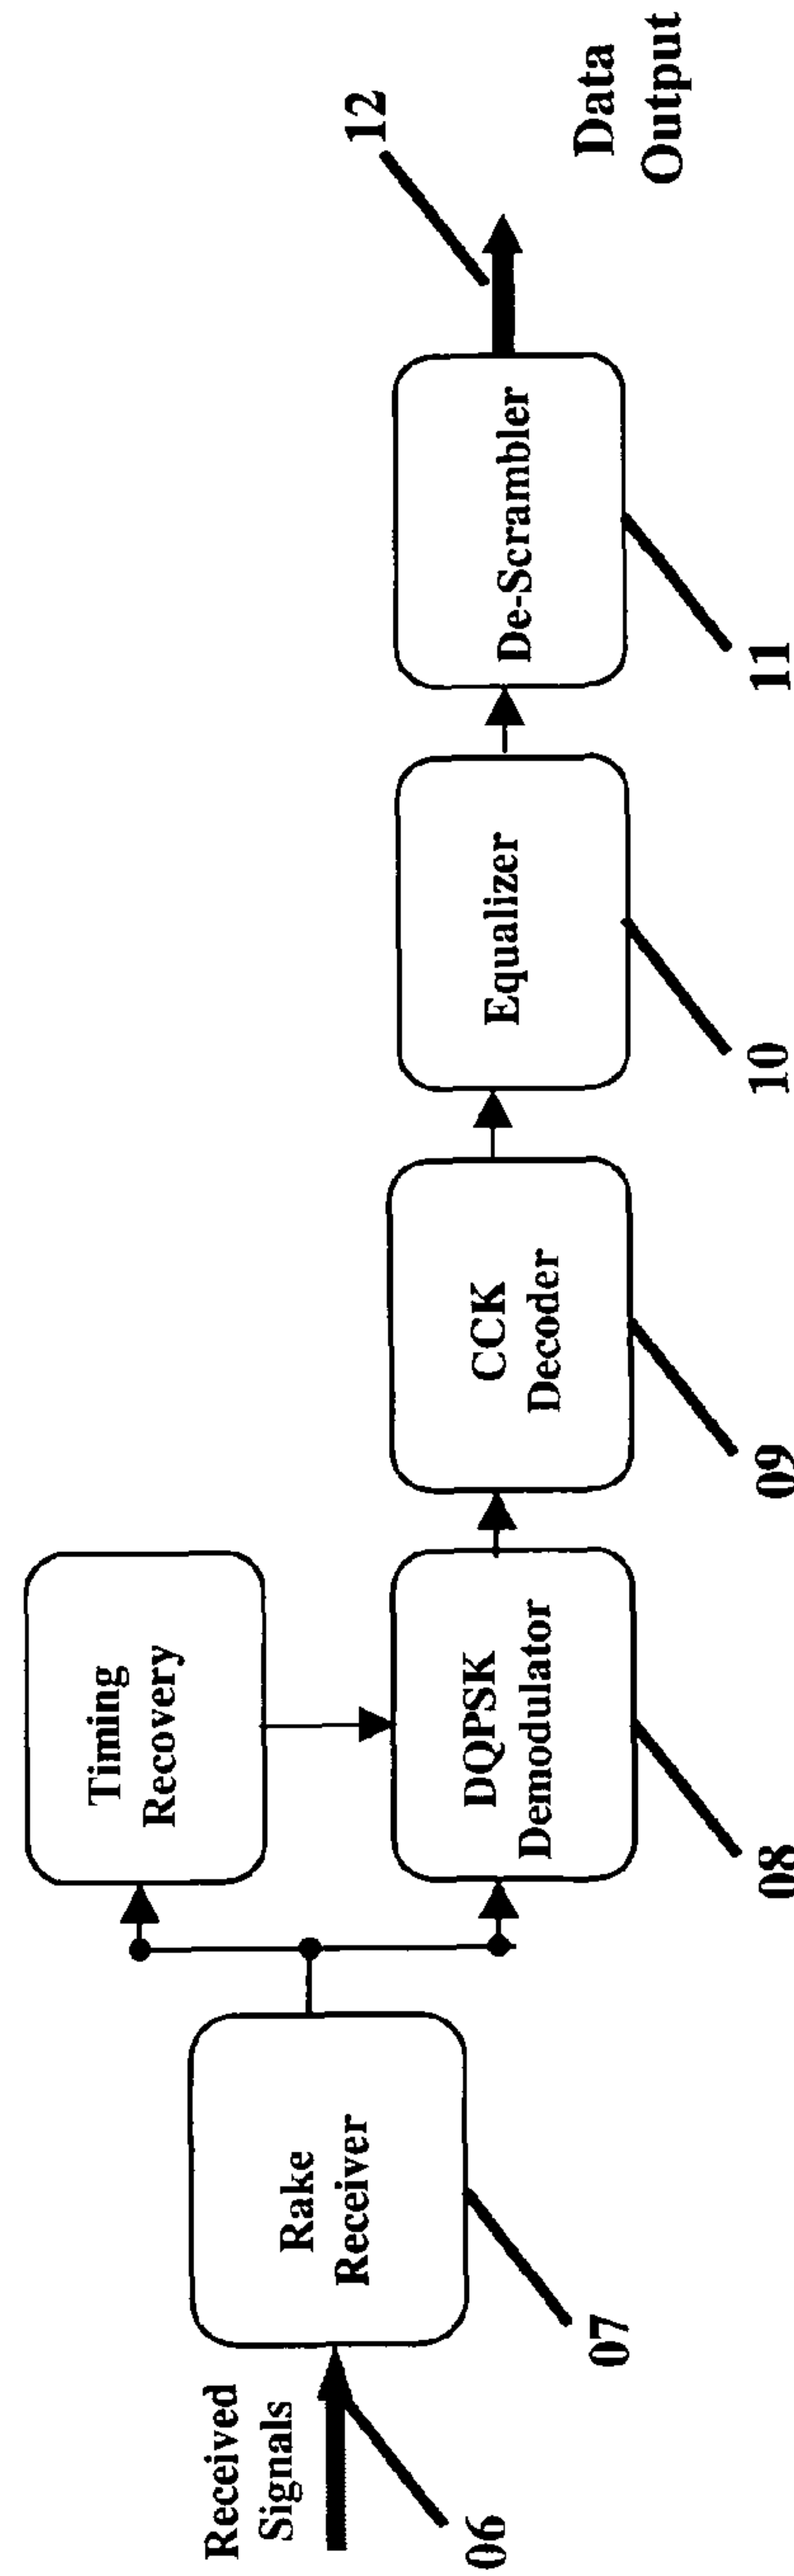 Received
Signals
06
Rake
Receiver
07
Timing
Recovery
DQPSK
Demodulator
08
CCK
Decoder
09
Equalizer
10
De-Scrambler
11
12
Data
Output